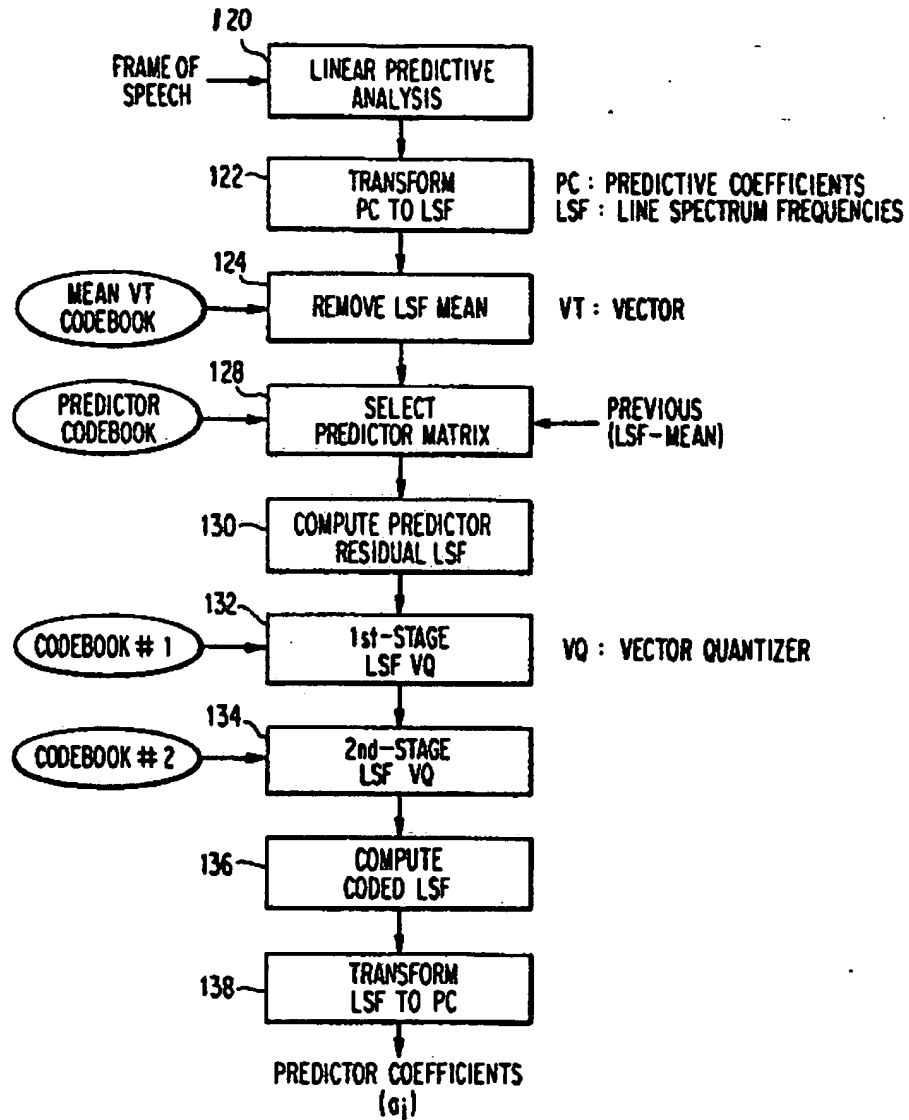 120
FRAME OF
SPEECH
LINEAR PREDICTIVE
ANALYSIS
122
TRANSFORM
PC TO LSF
PC : PREDICTIVE COEFFICIENTS
LSF : LINE SPECTRUM FREQUENCIES
124
MEAN VT
CODEBOOK
REMOVE LSF MEAN
VT : VECTOR
128
PREDICTOR
CODEBOOK
SELECT
PREDICTOR MATRIX
PREVIOUS
(LSF-MEAN)
130
COMPUTE PREDICTOR
RESIDUAL LSF
132
CODEBOOK # 1
1st-STAGE
LSF VQ
VQ : VECTOR QUANTIZER
134
CODEBOOK # 2
2nd-STAGE
LSF VQ
136
COMPUTE
CODED LSF
138
TRANSFORM
LSF TO PC
PREDICTOR COEFFICIENTS
(ai)